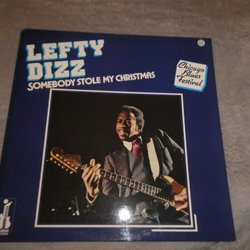 LEFTY
DIZZ
SOMEBODY STOLE MY CHRISTMAS
Chicago
Blues
Festival